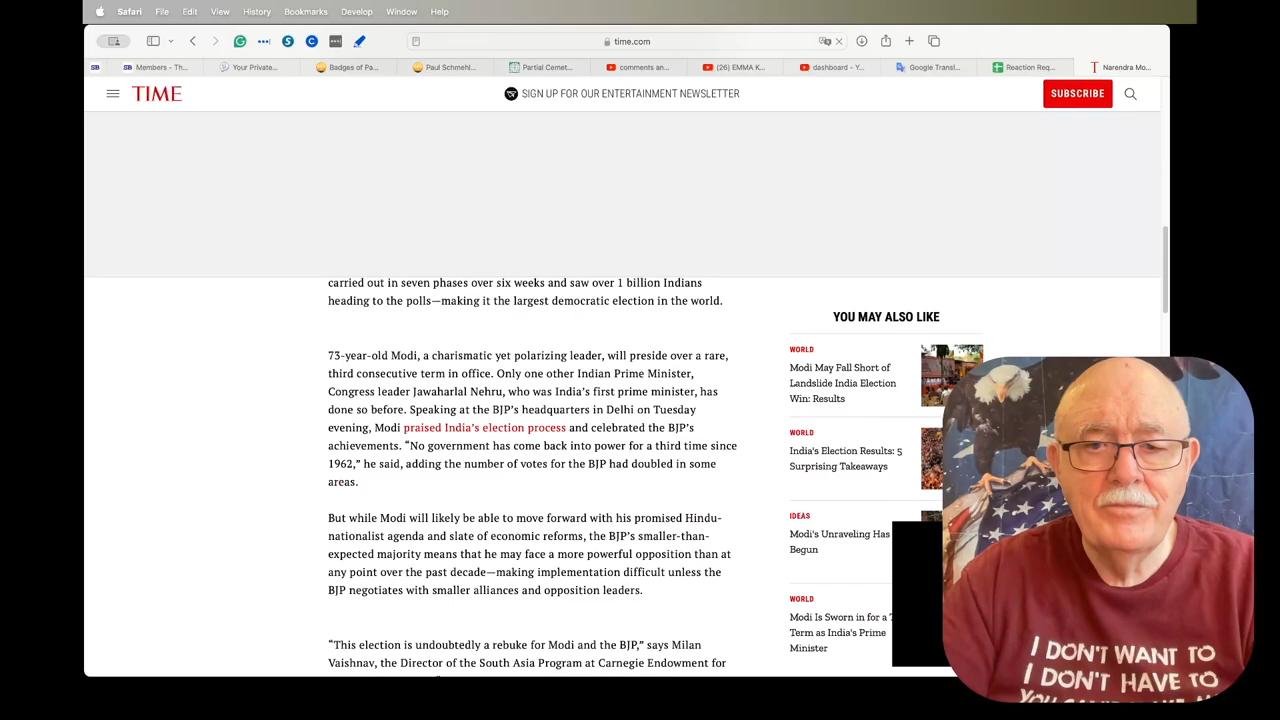 Safari File Edit View History Bookmarks Develop Window Help
time.com
SB SB Members - Th... Your Private... Badges of Pa... Paul Schmehl... Partial Cemet... comments an... (26) EMMA K... dashboard - Y... Google Transl... Reaction Req... T Narendra Mo...
TIME SIGN UP FOR OUR ENTERTAINMENT NEWSLETTER SUBSCRIBE
carried out in seven phases over six weeks and saw over 1 billion Indians
heading to the polls—making it the largest democratic election in the world.
73-year-old Modi, a charismatic yet polarizing leader, will preside over a rare,
third consecutive term in office. Only one other Indian Prime Minister,
Congress leader Jawaharlal Nehru, who was India’s first prime minister, has
done so before. Speaking at the BJP’s headquarters in Delhi on Tuesday
evening, Modi praised India’s election process and celebrated the BJP’s
achievements. “No government has come back into power for a third time since
1962,” he said, adding the number of votes for the BJP had doubled in some
areas.
But while Modi will likely be able to move forward with his promised Hindu-
nationalist agenda and slate of economic reforms, the BJP’s smaller-than-
expected majority means that he may face a more powerful opposition than at
any point over the past decade—making implementation difficult unless the
BJP negotiates with smaller alliances and opposition leaders.
“This election is undoubtedly a rebuke for Modi and the BJP,” says Milan
Vaishnav, the Director of the South Asia Program at Carnegie Endowment for
YOU MAY ALSO LIKE
WORLD
Modi May Fall Short of
Landslide India Election
Win: Results
WORLD
India's Election Results: 5
Surprising Takeaways
IDEAS
Modi's Unraveling Has
Begun
WORLD
Modi Is Sworn in for a
Term as India's Prime
Minister
I DON'T WANT TO
I DON'T HAVE TO